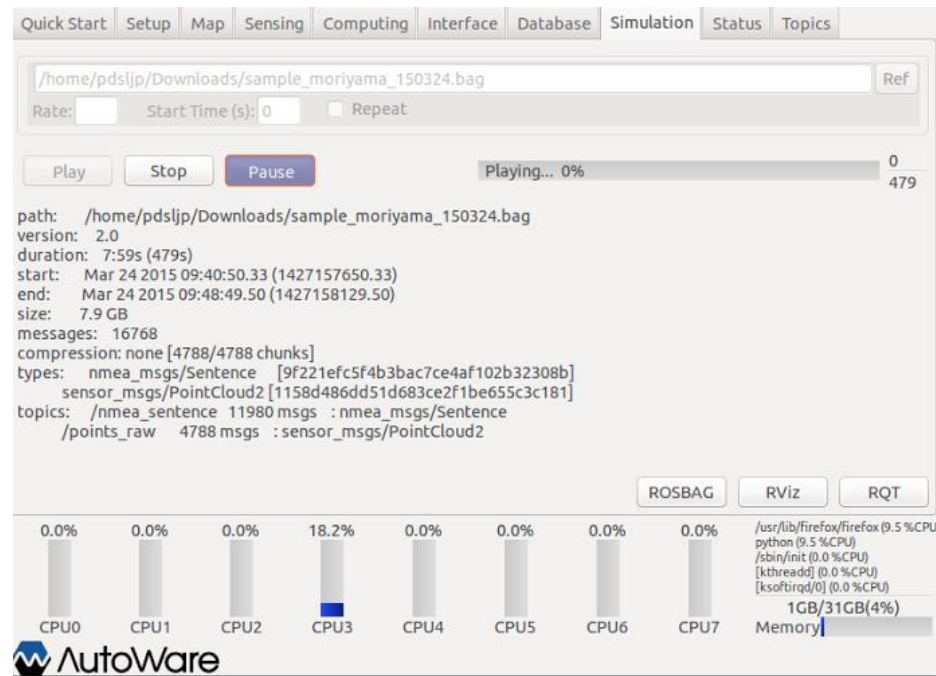 Quick Start Setup Map Sensing Computing Interface Database Simulation Status Topics
/home/pdsljp/Downloads/sample_moriyama_150324.bag Ref
Rate: Start Time (s): 0 Repeat
Play Stop Pause Playing... 0% 0
479
path: /home/pdsljp/Downloads/sample_moriyama_150324.bag
version: 2.0
duration: 7:59s (479s)
start: Mar 24 2015 09:40:50.33 (1427157650.33)
end: Mar 24 2015 09:48:49.50 (1427158129.50)
size: 7.9 GB
messages: 16768
compression: none [4788/4788 chunks]
types: nmea_msgs/Sentence [9f221efc5f4b3bac7ce4af102b32308b]
sensor_msgs/PointCloud2 [1158d486dd51d683ce2f1be655c3c181]
topics: /nmea_sentence 11980 msgs : nmea_msgs/Sentence
/points_raw 4788 msgs : sensor_msgs/PointCloud2
ROSBAG RViz RQT
0.0% 0.0% 0.0% 18.2% 0.0% 0.0% 0.0% 0.0%
CPU0 CPU1 CPU2 CPU3 CPU4 CPU5 CPU6 CPU7
/usr/lib/firefox/firefox (9.5 %CPU
python (9.5 %CPU)
/sbin/init (0.0 %CPU)
[kthreadd] (0.0 %CPU)
[ksoftirqd/0] (0.0 %CPU)
1GB/31GB(4%)
Memory
AutoWare